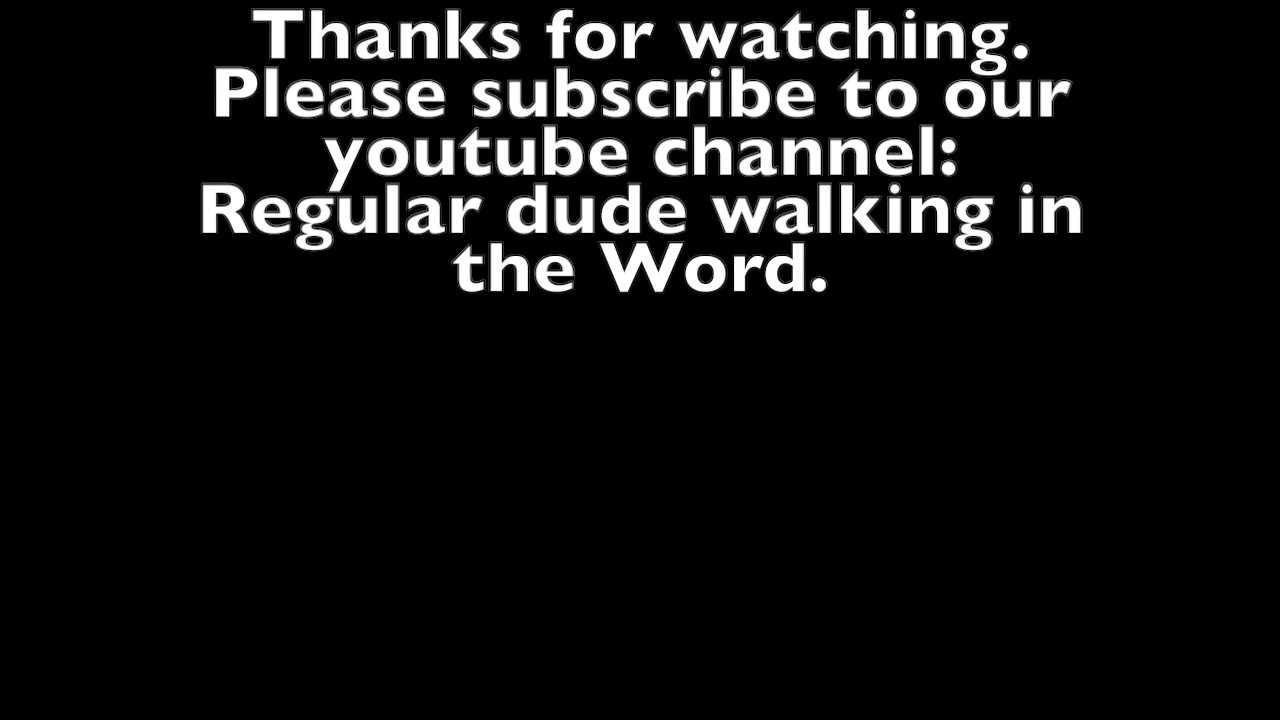 Thanks for watching.
Please subscribe to our
youtube channel:
Regular dude walking in
the Word.